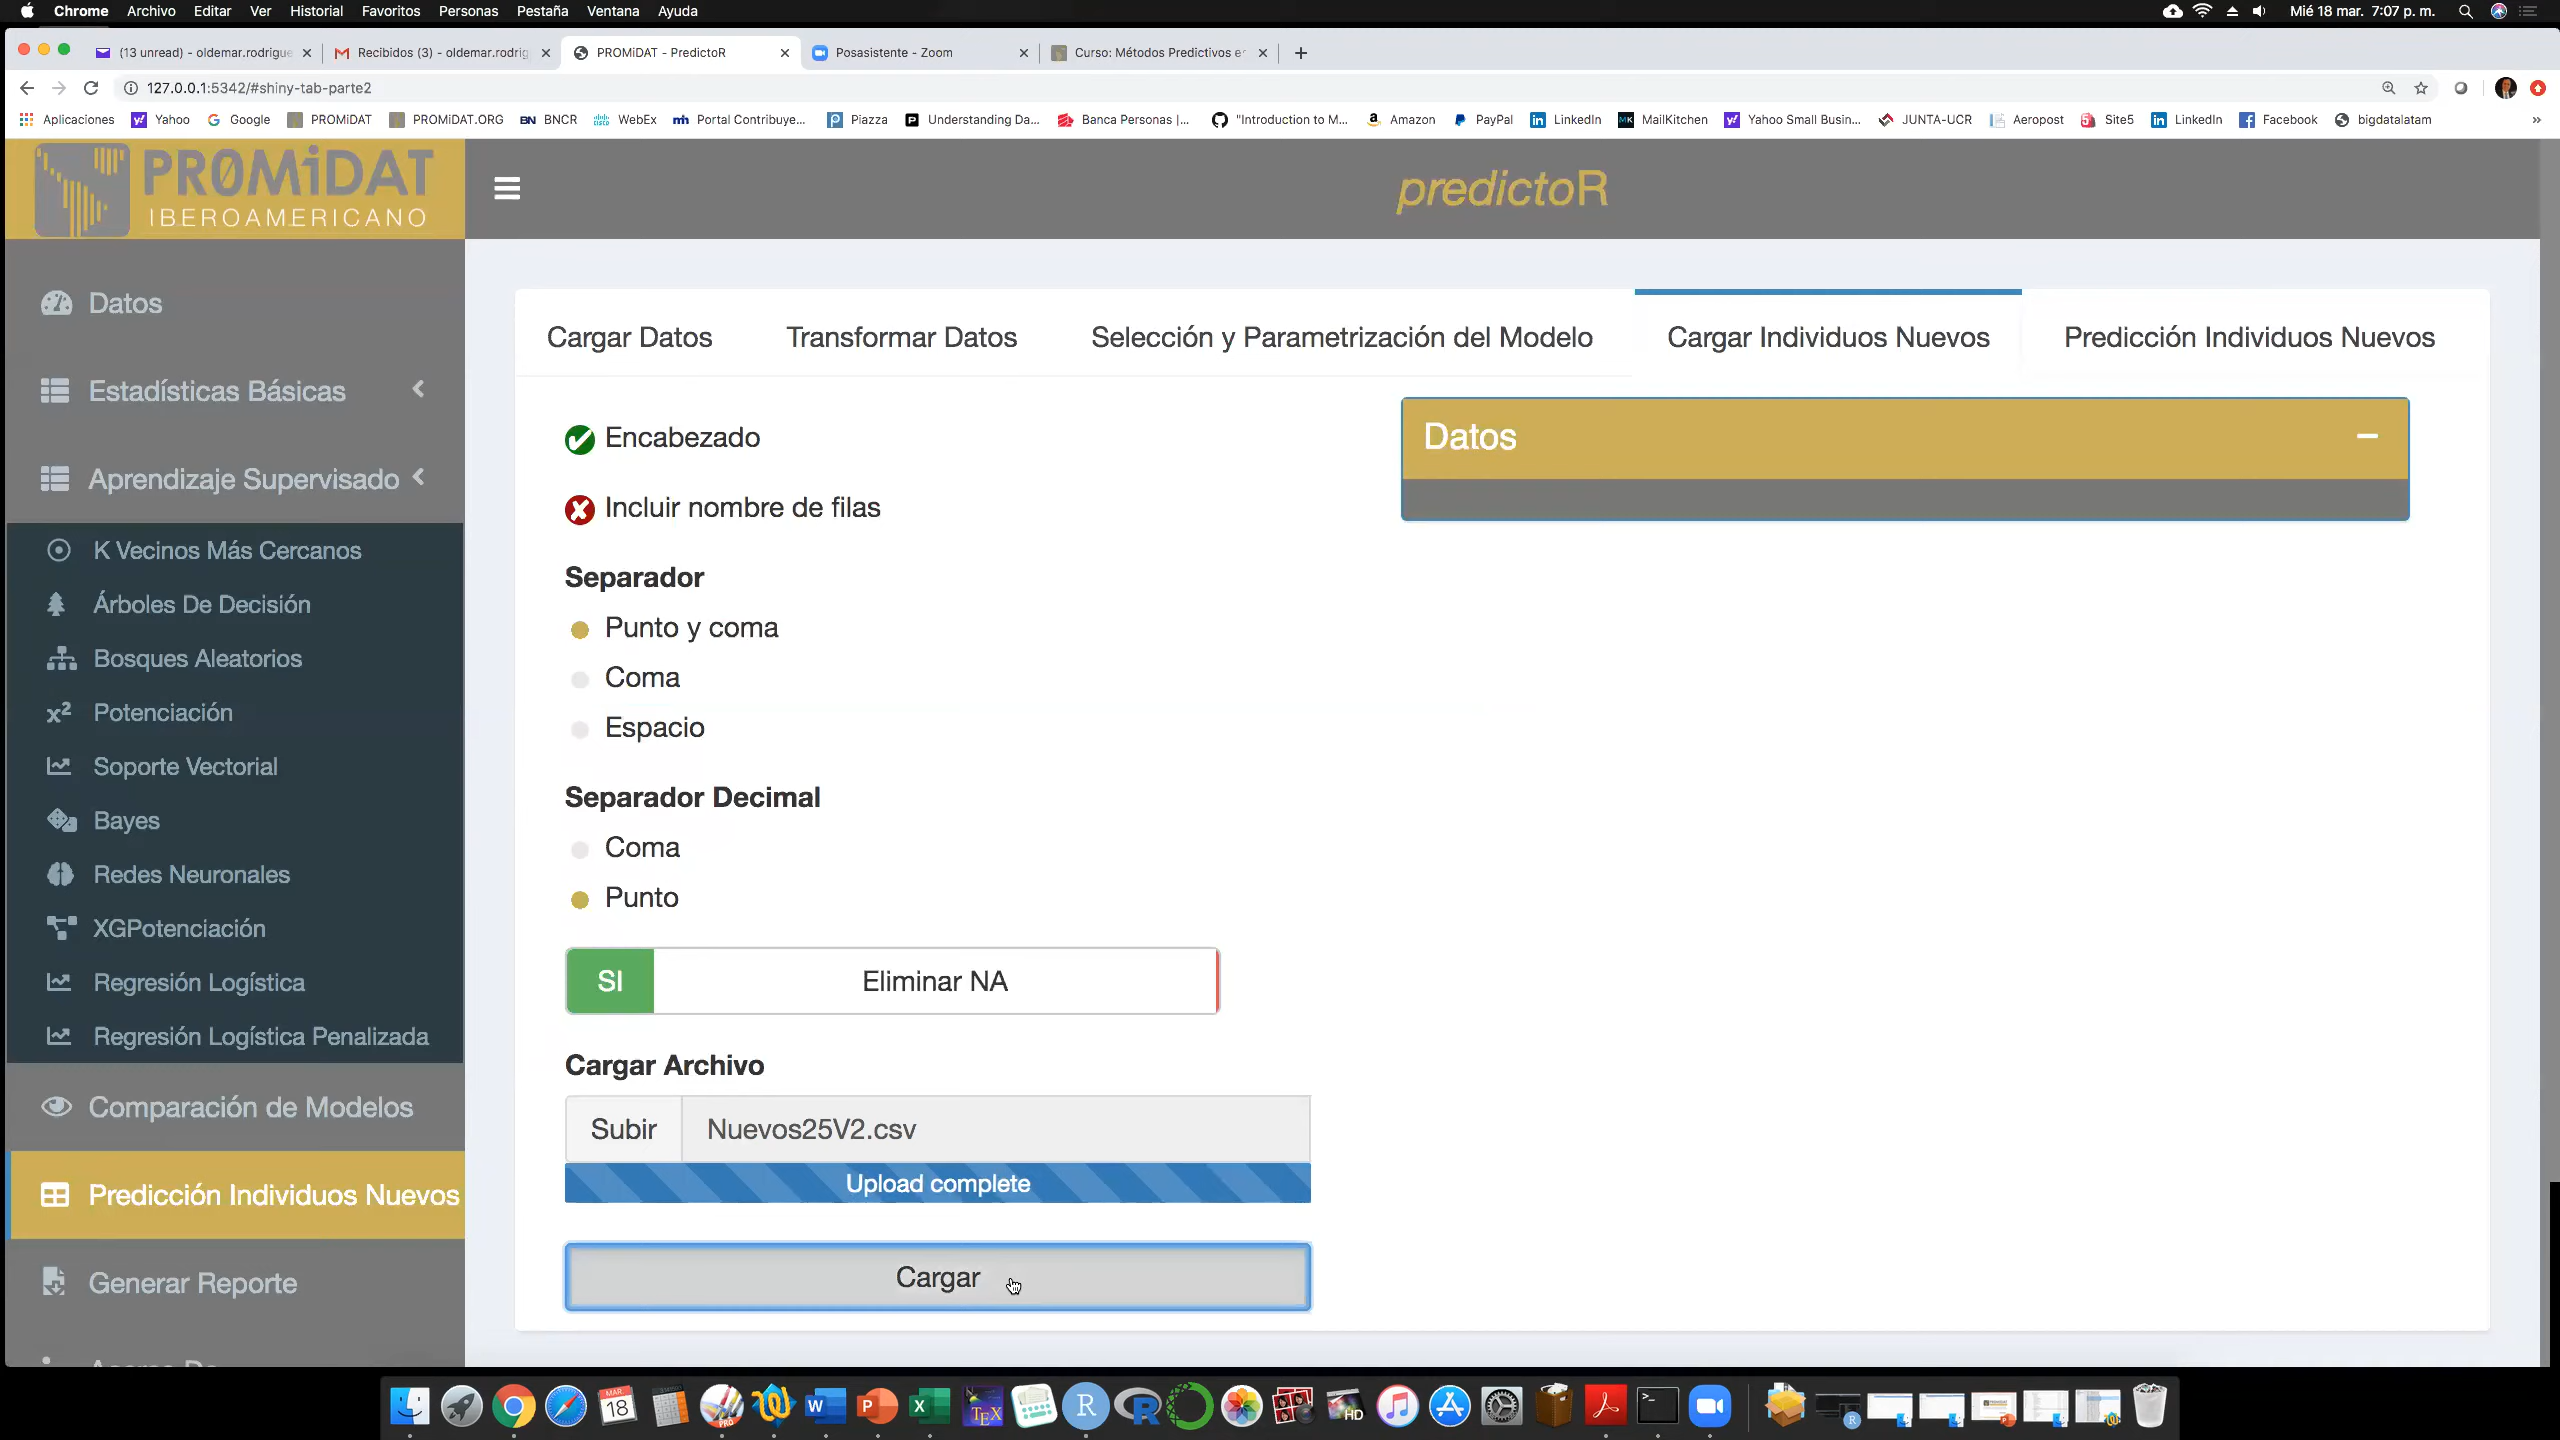 Chrome Archivo Editar Ver Historial Favoritos Personas Pestaña Ventana Ayuda Mié 18 mar. 7:07 p. m.
(13 unread) - oldemar.rodrigue Recibidos (3) - oldemar.rodrig PROMiDAT - PredictoR Posasistente - Zoom Curso: Métodos Predictivos e
127.0.0.1:5342/#shiny-tab-parte2
Aplicaciones Yahoo Google PROMiDAT PROMiDAT.ORG BNCR WebEx Portal Contribuye... Piazza Understanding Da... Banca Personas |... "Introduction to M... Amazon PayPal LinkedIn MailKitchen Yahoo Small Busin... JUNTA-UCR Aeropost Site5 LinkedIn Facebook bigdatalatam »
PR0MiDAT
IBEROAMERICANO
predictoR
Datos
Estadísticas Básicas
Aprendizaje Supervisado
K Vecinos Más Cercanos
Árboles De Decisión
Bosques Aleatorios
x² Potenciación
Soporte Vectorial
Bayes
Redes Neuronales
XGPotenciación
Regresión Logística
Regresión Logística Penalizada
Comparación de Modelos
Predicción Individuos Nuevos
Generar Reporte
Cargar Datos Transformar Datos Selección y Parametrización del Modelo Cargar Individuos Nuevos Predicción Individuos Nuevos
Encabezado
Incluir nombre de filas
Separador
Punto y coma
Coma
Espacio
Separador Decimal
Coma
Punto
SI Eliminar NA
Cargar Archivo
Subir Nuevos25V2.csv
Upload complete
Cargar
Datos
MAR 18 PRO W P X TEX R R HD